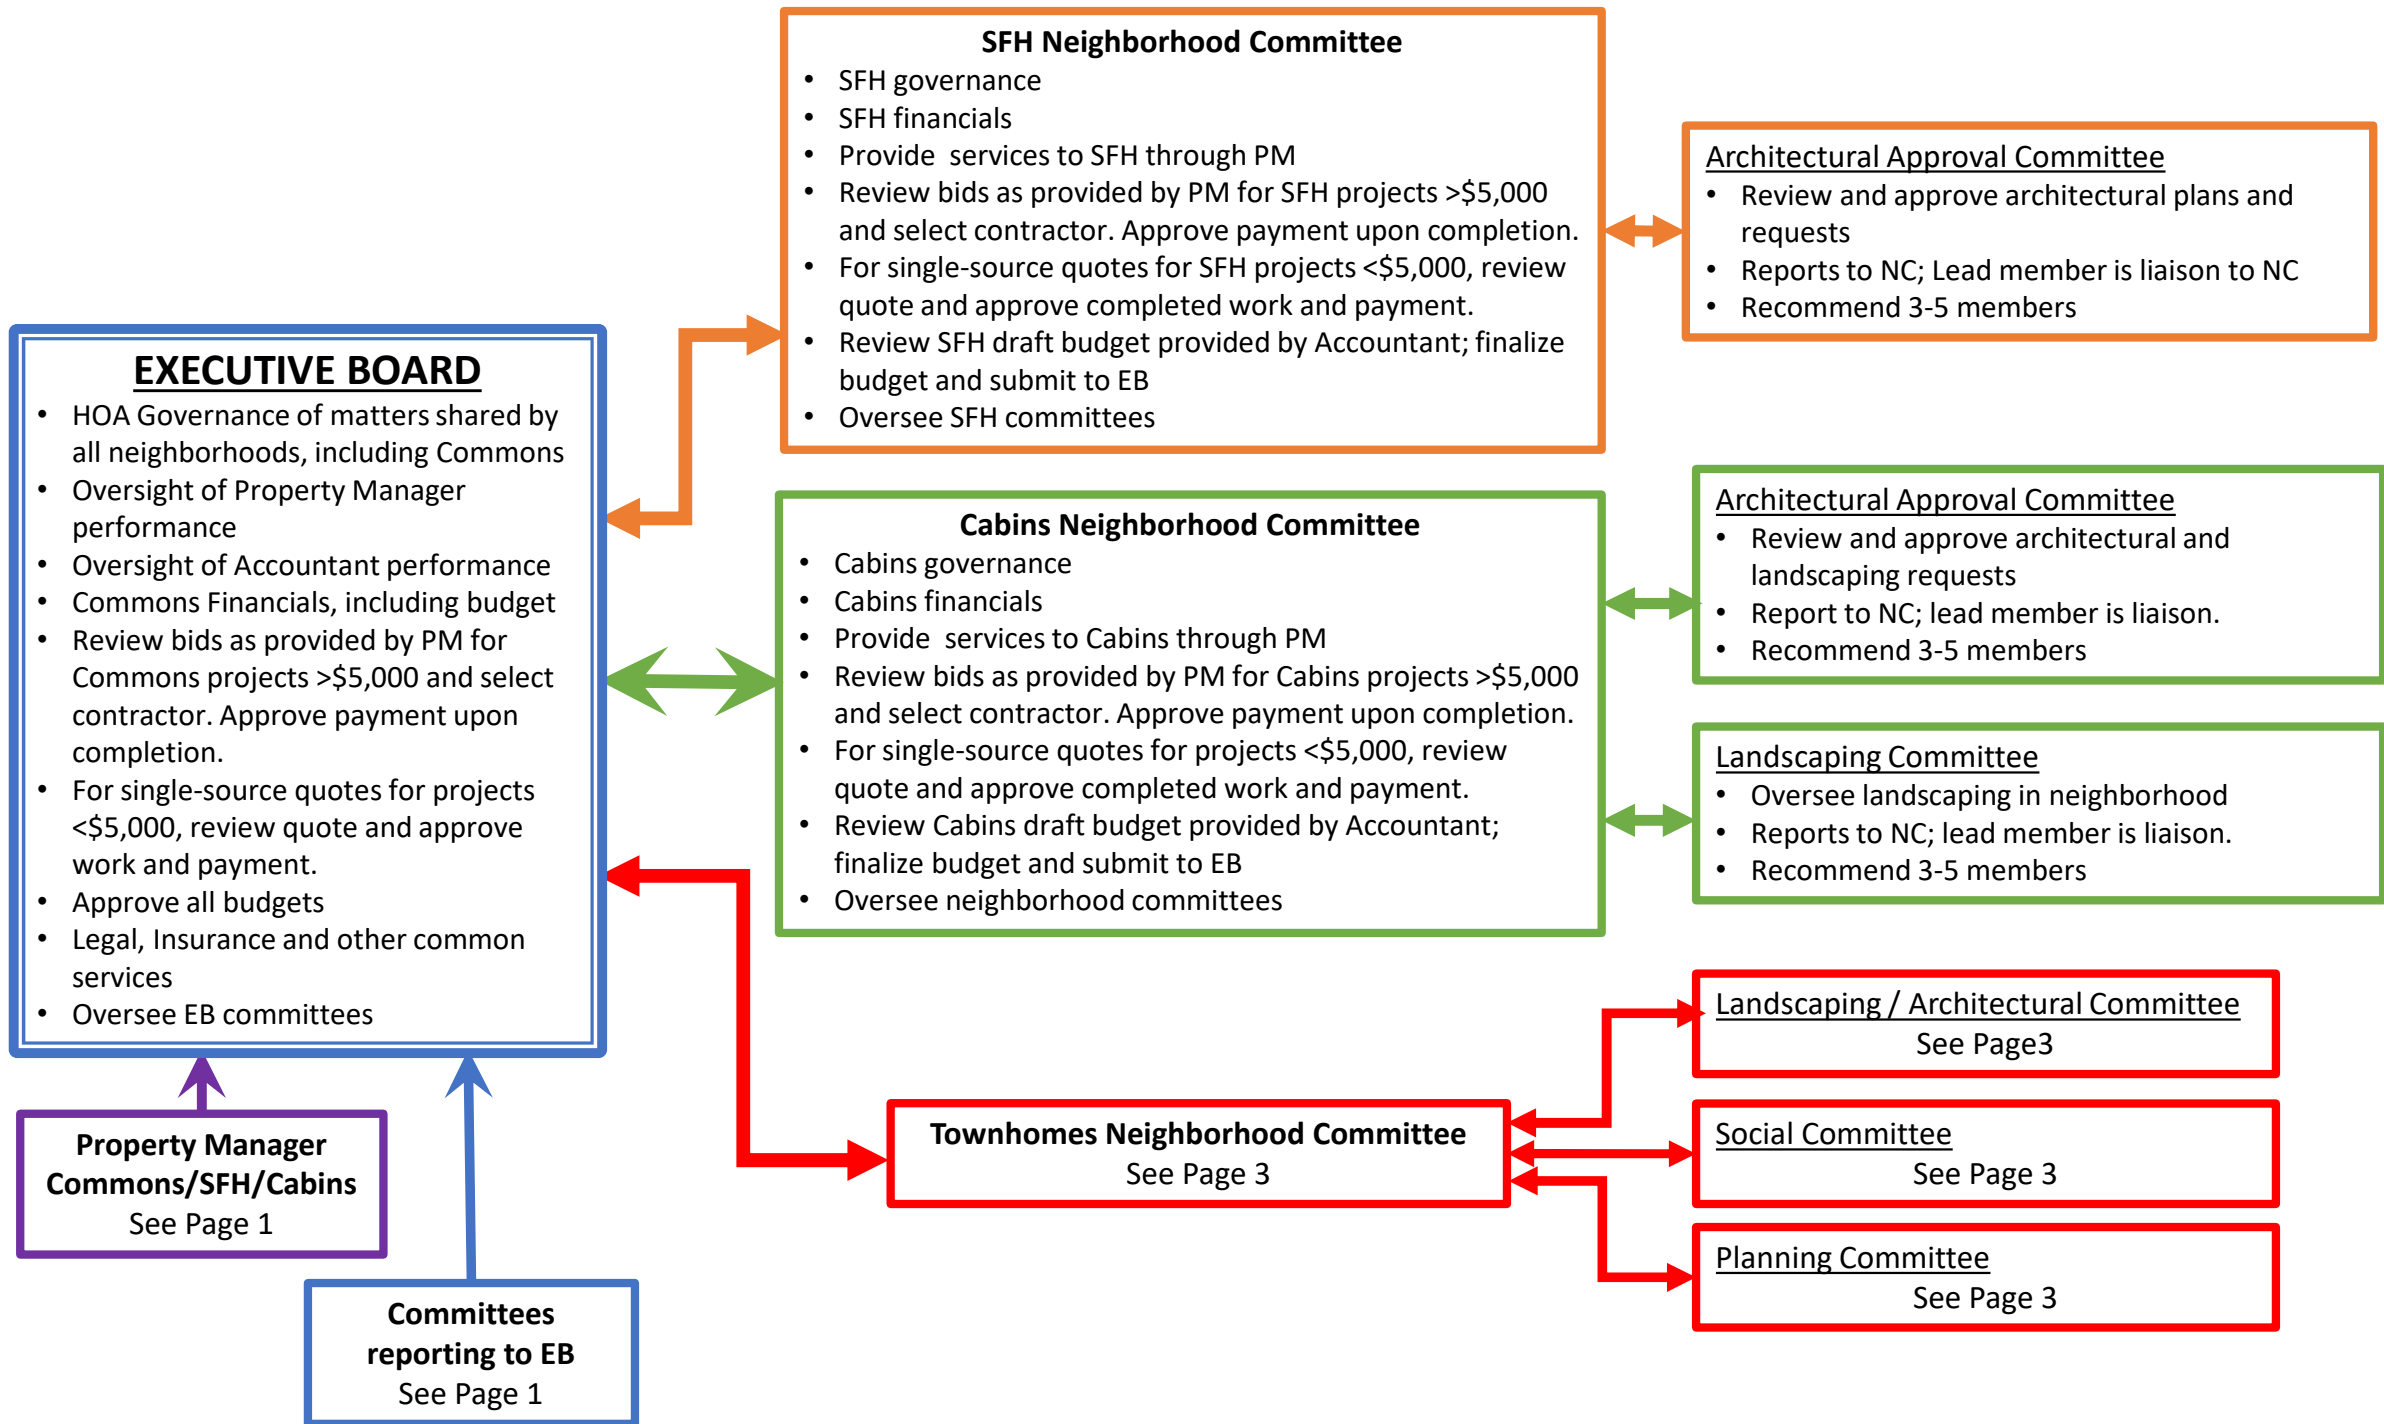 SFH Neighborhood Committee
• SFH governance
• SFH financials
• Provide  services to SFH through PM
• Review bids as provided by PM for SFH projects >$5,000
and select contractor. Approve payment upon completion.
• For single-source quotes for SFH projects <$5,000, review
quote and approve completed work and payment.
• Review SFH draft budget provided by Accountant; finalize
budget and submit to EB
• Oversee SFH committees
Architectural Approval Committee
• Review and approve architectural plans and
requests
• Reports to NC; Lead member is liaison to NC
• Recommend 3-5 members
EXECUTIVE BOARD
• HOA Governance of matters shared by
all neighborhoods, including Commons
• Oversight of Property Manager
performance
• Oversight of Accountant performance
• Commons Financials, including budget
• Review bids as provided by PM for
Commons projects >$5,000 and select
contractor. Approve payment upon
completion.
• For single-source quotes for projects
<$5,000, review quote and approve
work and payment.
• Approve all budgets
• Legal, Insurance and other common
services
• Oversee EB committees
Cabins Neighborhood Committee
• Cabins governance
• Cabins financials
• Provide  services to Cabins through PM
• Review bids as provided by PM for Cabins projects >$5,000
and select contractor. Approve payment upon completion.
• For single-source quotes for projects <$5,000, review
quote and approve completed work and payment.
• Review Cabins draft budget provided by Accountant;
finalize budget and submit to EB
• Oversee neighborhood committees
Architectural Approval Committee
• Review and approve architectural and
landscaping requests
• Report to NC; lead member is liaison.
• Recommend 3-5 members
Landscaping Committee
• Oversee landscaping in neighborhood
• Reports to NC; lead member is liaison.
• Recommend 3-5 members
Townhomes Neighborhood Committee
See Page 3
Landscaping / Architectural Committee
See Page3
Social Committee
See Page 3
Planning Committee
See Page 3
Property Manager
Commons/SFH/Cabins
See Page 1
Committees
reporting to EB
See Page 1